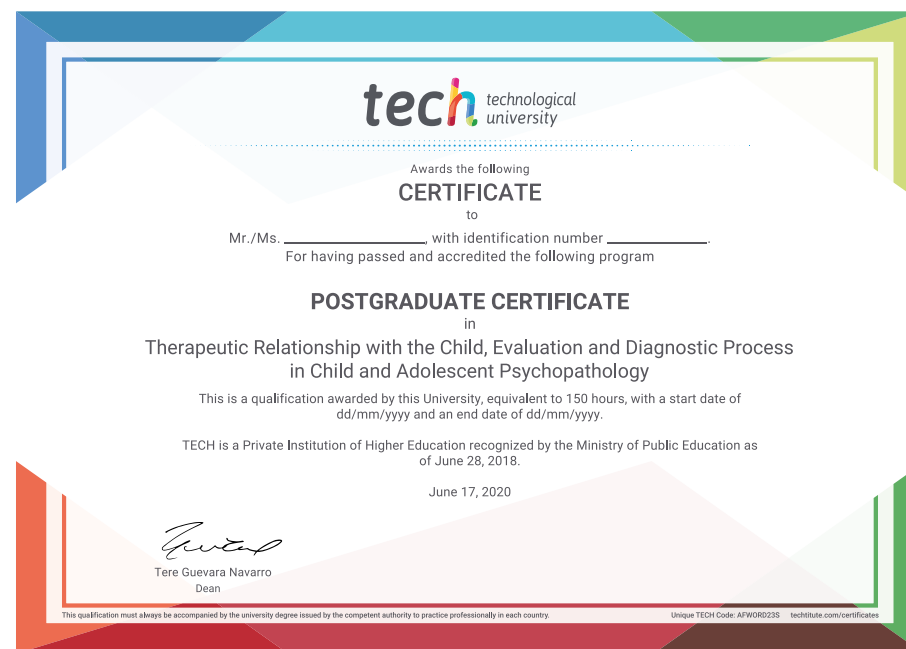 tech technological
university
Awards the following
CERTIFICATE
to
Mr./Ms. ____________________, with identification number ______________.
For having passed and accredited the following program
POSTGRADUATE CERTIFICATE
in
Therapeutic Relationship with the Child, Evaluation and Diagnostic Process
in Child and Adolescent Psychopathology
This is a qualification awarded by this University, equivalent to 150 hours, with a start date of
dd/mm/yyyy and an end date of dd/mm/yyyy.
TECH is a Private Institution of Higher Education recognized by the Ministry of Public Education as
of June 28, 2018.
June 17, 2020
Tere Guevara Navarro
Dean
This qualification must always be accompanied by the university degree issued by the competent authority to practice professionally in each country.
Unique TECH Code: AFWORD23S techtitute.com/certificates